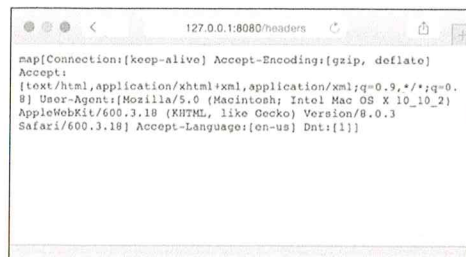 127.0.0.1:8080/headers
map[Connection:[keep-alive] Accept-Encoding:[gzip, deflate]
Accept:
[text/html,application/xhtml+xml,application/xml;q=0.9,*/*;q=0.
8] User-Agent:[Mozilla/5.0 (Macintosh; Intel Mac OS X 10_10_2)
AppleWebKit/600.3.18 (KHTML, like Gecko) Version/8.0.3
Safari/600.3.18] Accept-Language:[en-us] Dnt:[1]]